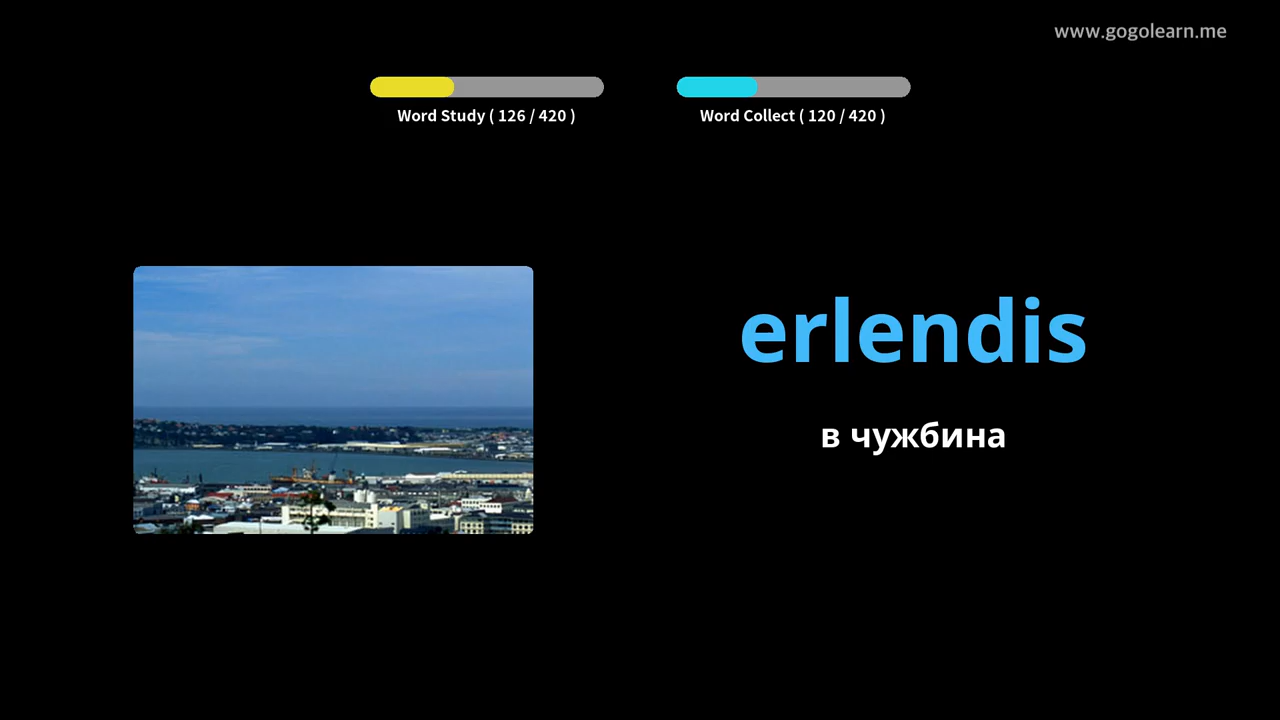 www.gogolearn.me
Word Study ( 126 / 420 )
Word Collect ( 120 / 420 )
erlendis
в чужбина